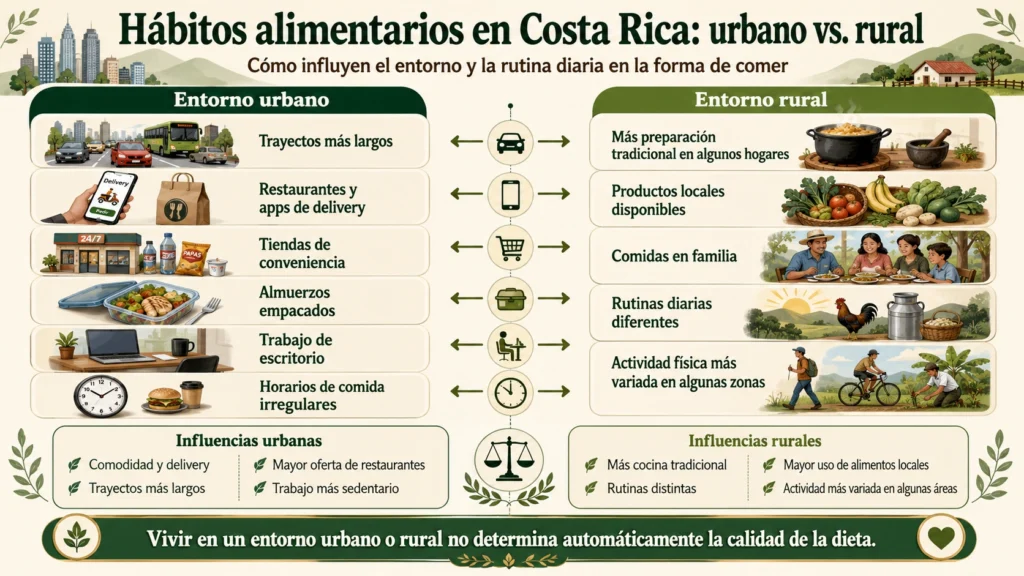 Hábitos alimentarios en Costa Rica: urbano vs. rural
Cómo influyen el entorno y la rutina diaria en la forma de comer
Entorno urbano
Trayectos más largos
Delivery
Restaurantes y
apps de delivery
24/7
PAPAS
Tiendas de
conveniencia
Almuerzos
empacados
Trabajo de
escritorio
Horarios de comida
irregulares
Entorno rural
Más preparación
tradicional en algunos hogares
Productos locales
disponibles
Comidas en familia
Rutinas diarias
diferentes
Actividad física más
variada en algunas zonas
Influencias urbanas
Comodidad y delivery
Trayectos más largos
Mayor oferta de restaurantes
Trabajo más sedentario
Influencias rurales
Más cocina tradicional
Rutinas distintas
Mayor uso de alimentos locales
Actividad más variada en algunas áreas
Vivir en un entorno urbano o rural no determina automáticamente la calidad de la dieta.